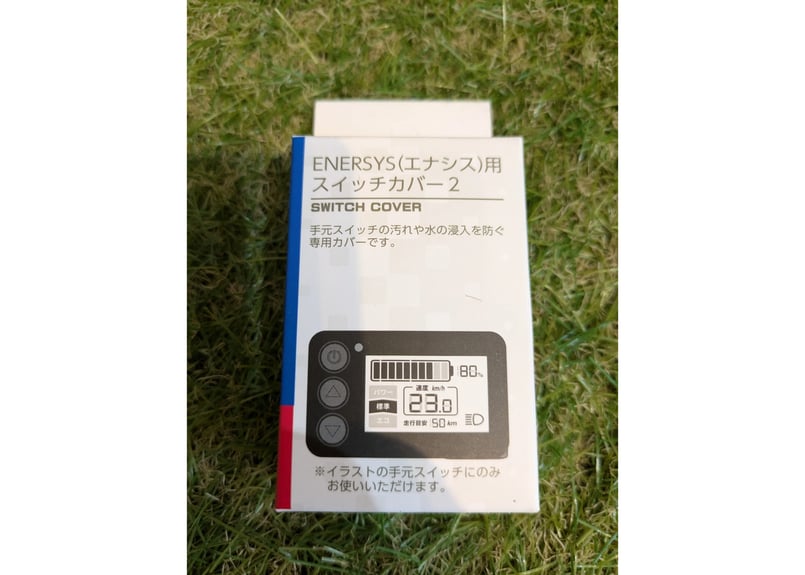 ENERSYS(エナシス)用
スイッチカバー2
SWITCH COVER
手元スイッチの汚れや水の浸入を防ぐ
専用カバーです。
80%
パワー
標準
エコ
速度 km/h
23.0
走行目安 50 km
※イラストの手元スイッチにのみ
お使いいただけます。